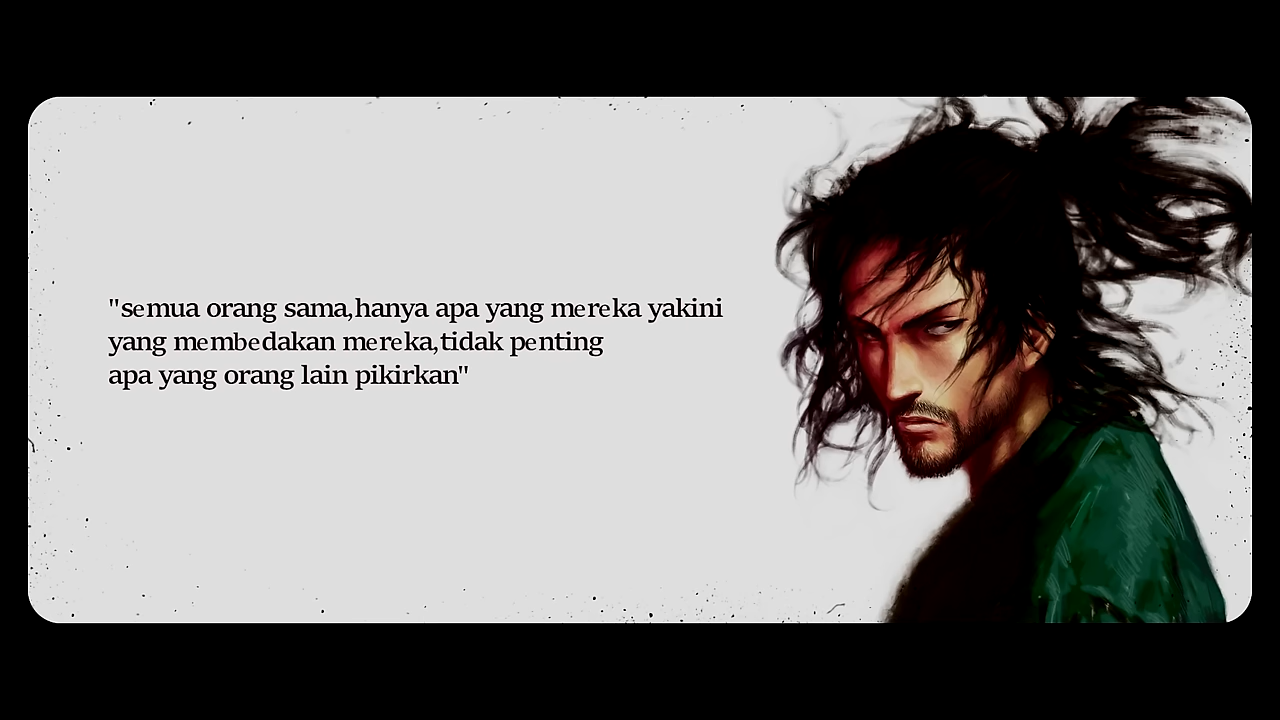 "semua orang sama,hanya apa yang mereka yakini
yang membedakan mereka,tidak penting
apa yang orang lain pikirkan"